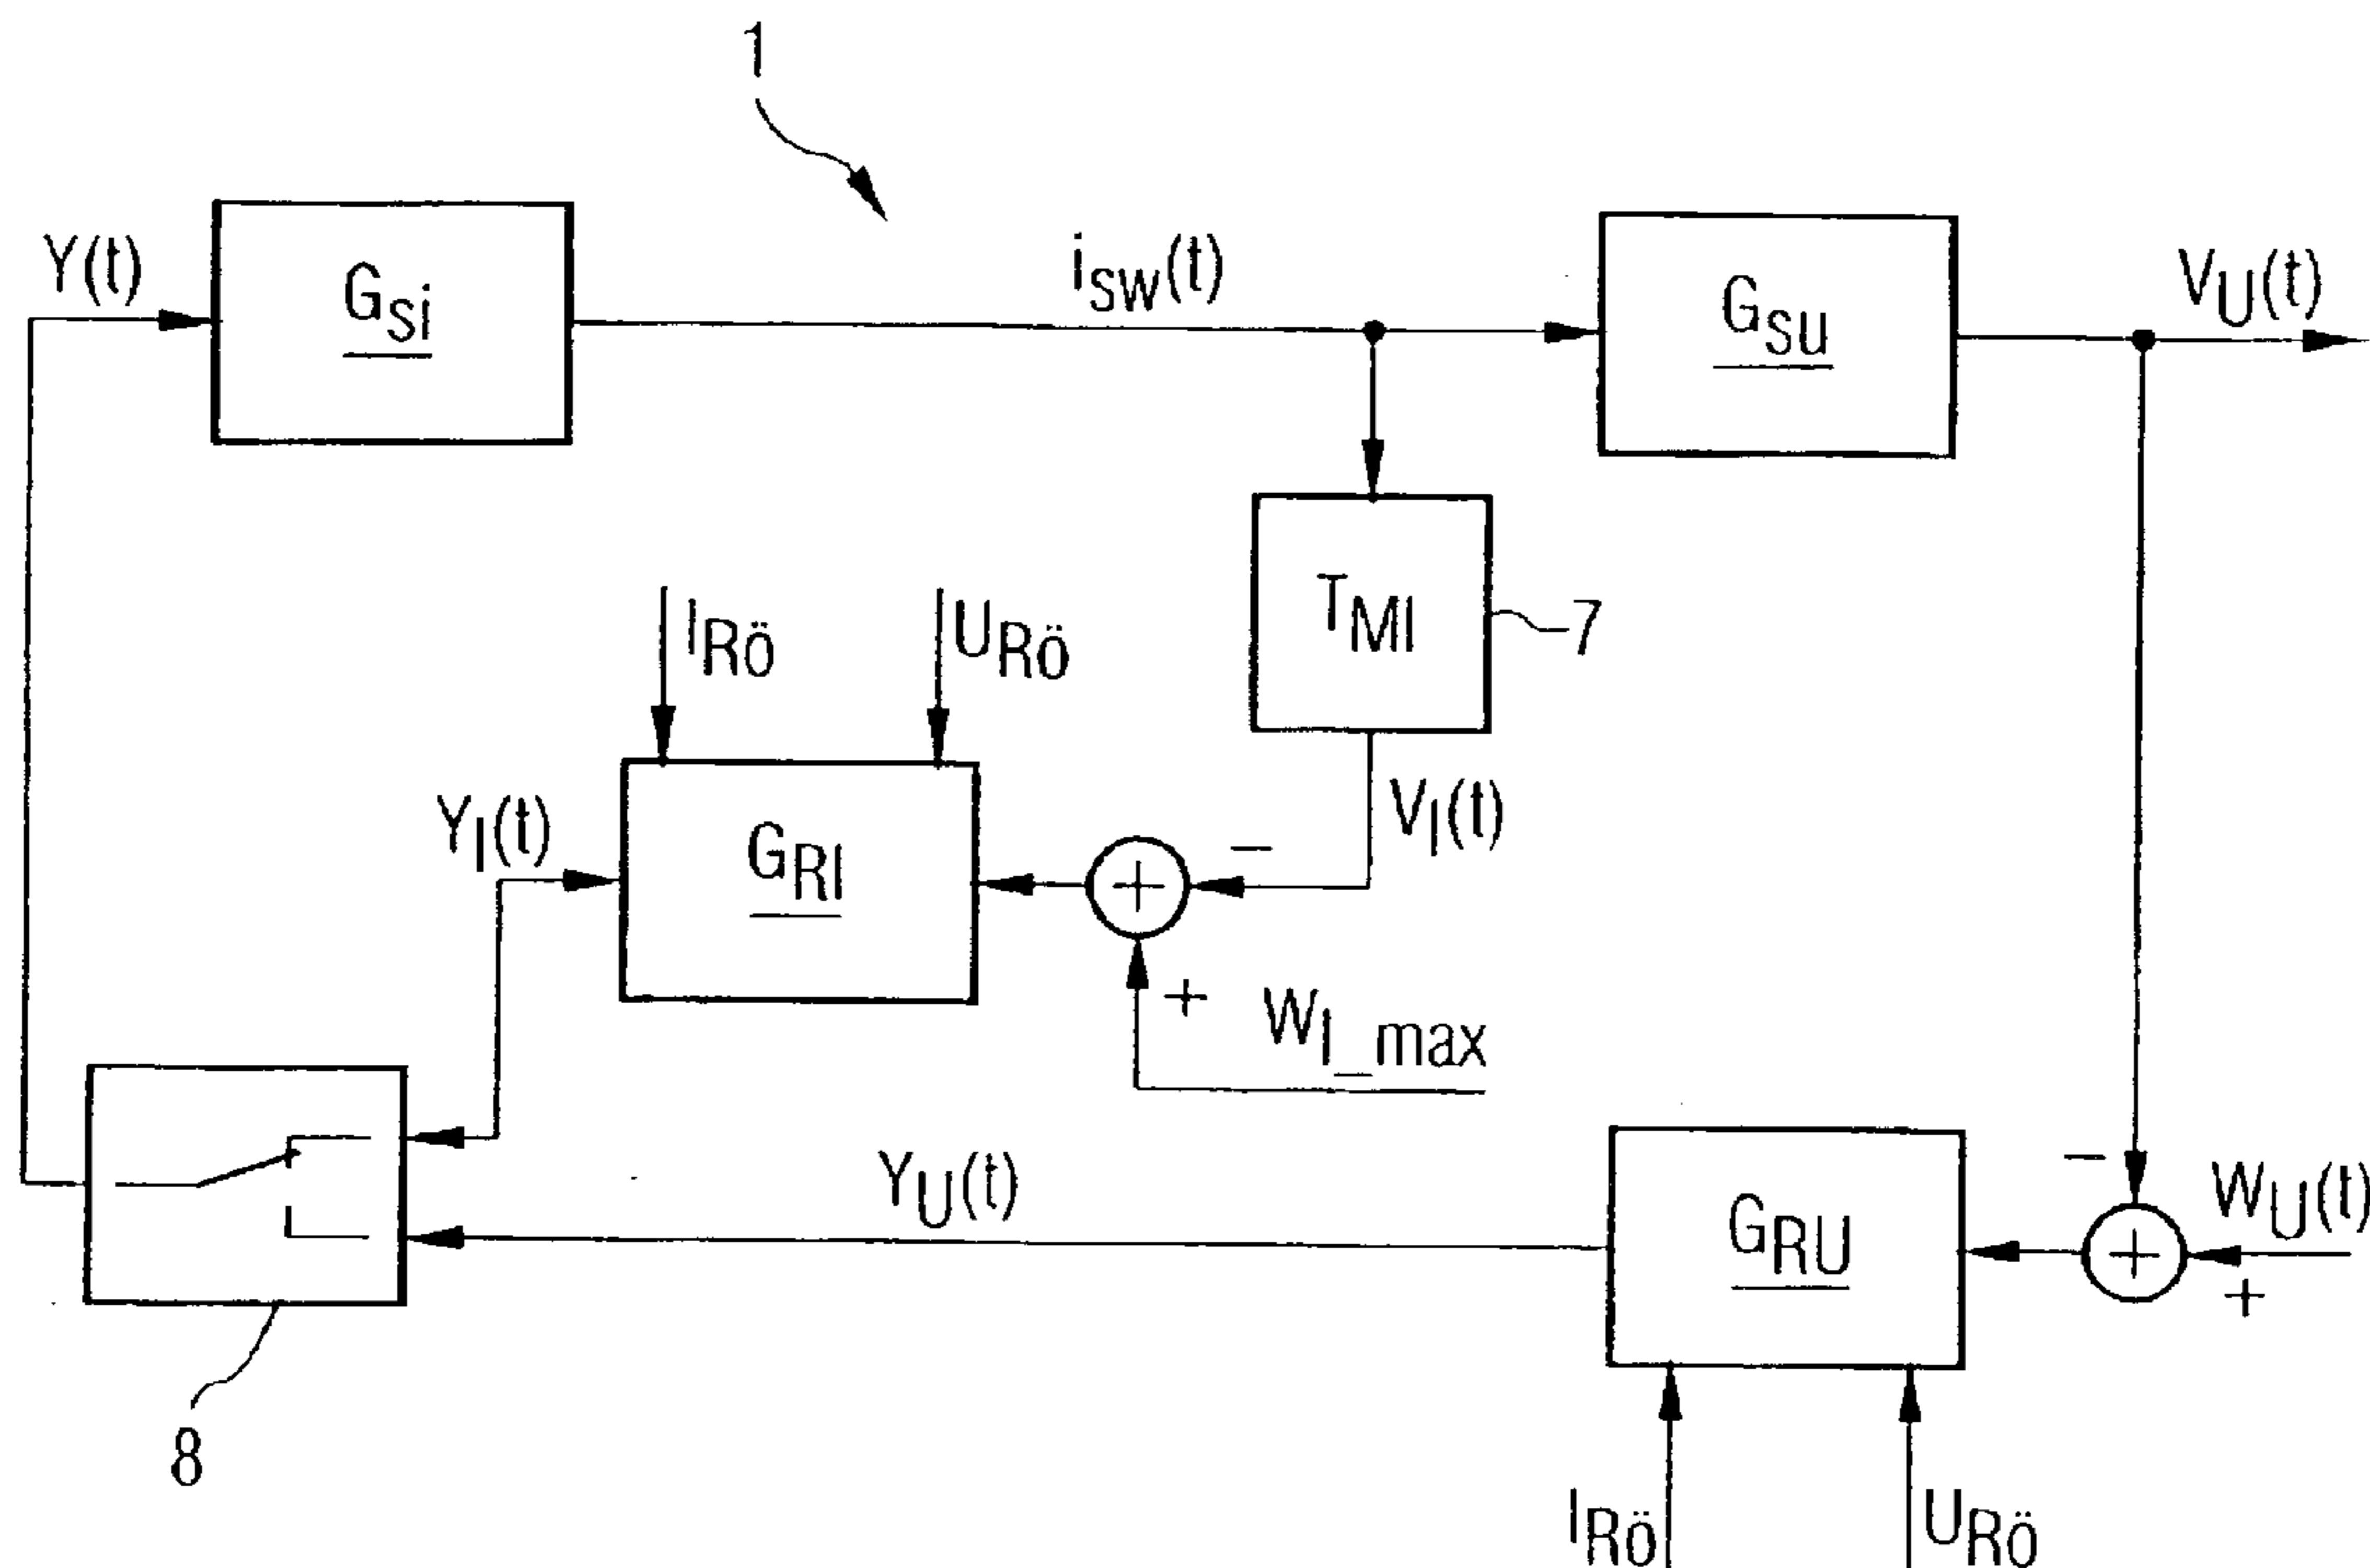 1
Y(t)
G_si
i_sw(t)
G_su
V_U(t)
T_MI
7
I_Rö
U_Rö
Y_I(t)
G_RI
−
V_I(t)
+
+
W_I_max
Y_U(t)
G_RU
−
W_U(t)
+
+
8
I_Rö
U_Rö